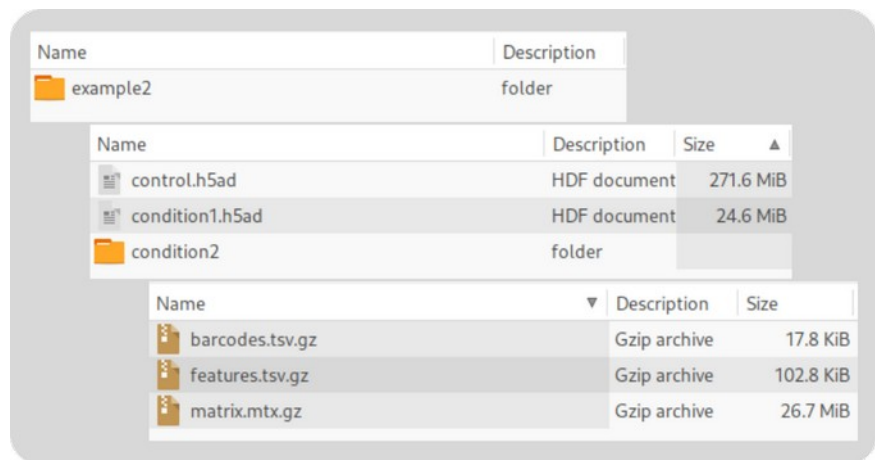 Name Description
example2 folder
Name Description Size ▲
control.h5ad HDF document 271.6 MiB
condition1.h5ad HDF document 24.6 MiB
condition2 folder
Name ▼ Description Size
barcodes.tsv.gz Gzip archive 17.8 KiB
features.tsv.gz Gzip archive 102.8 KiB
matrix.mtx.gz Gzip archive 26.7 MiB